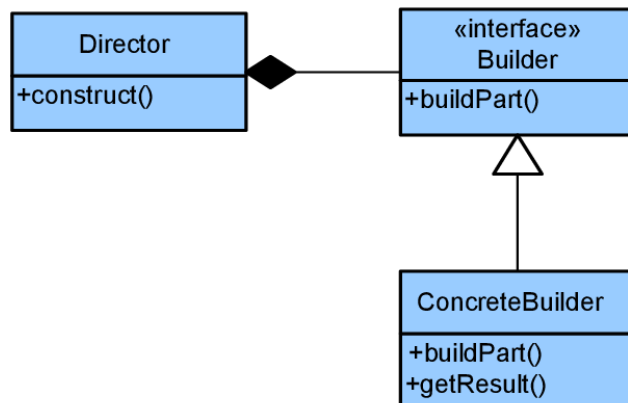 Director
+construct()
«interface»
Builder
+buildPart()
ConcreteBuilder
+buildPart()
+getResult()